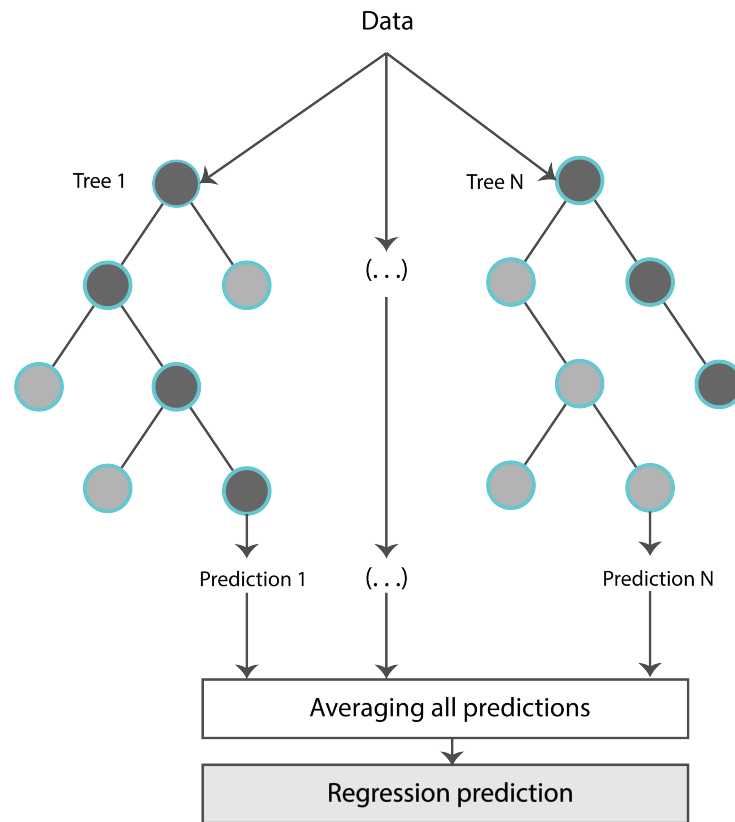 Data
Tree 1
Tree N
(...)
Prediction 1
(...)
Prediction N
Averaging all predictions
Regression prediction